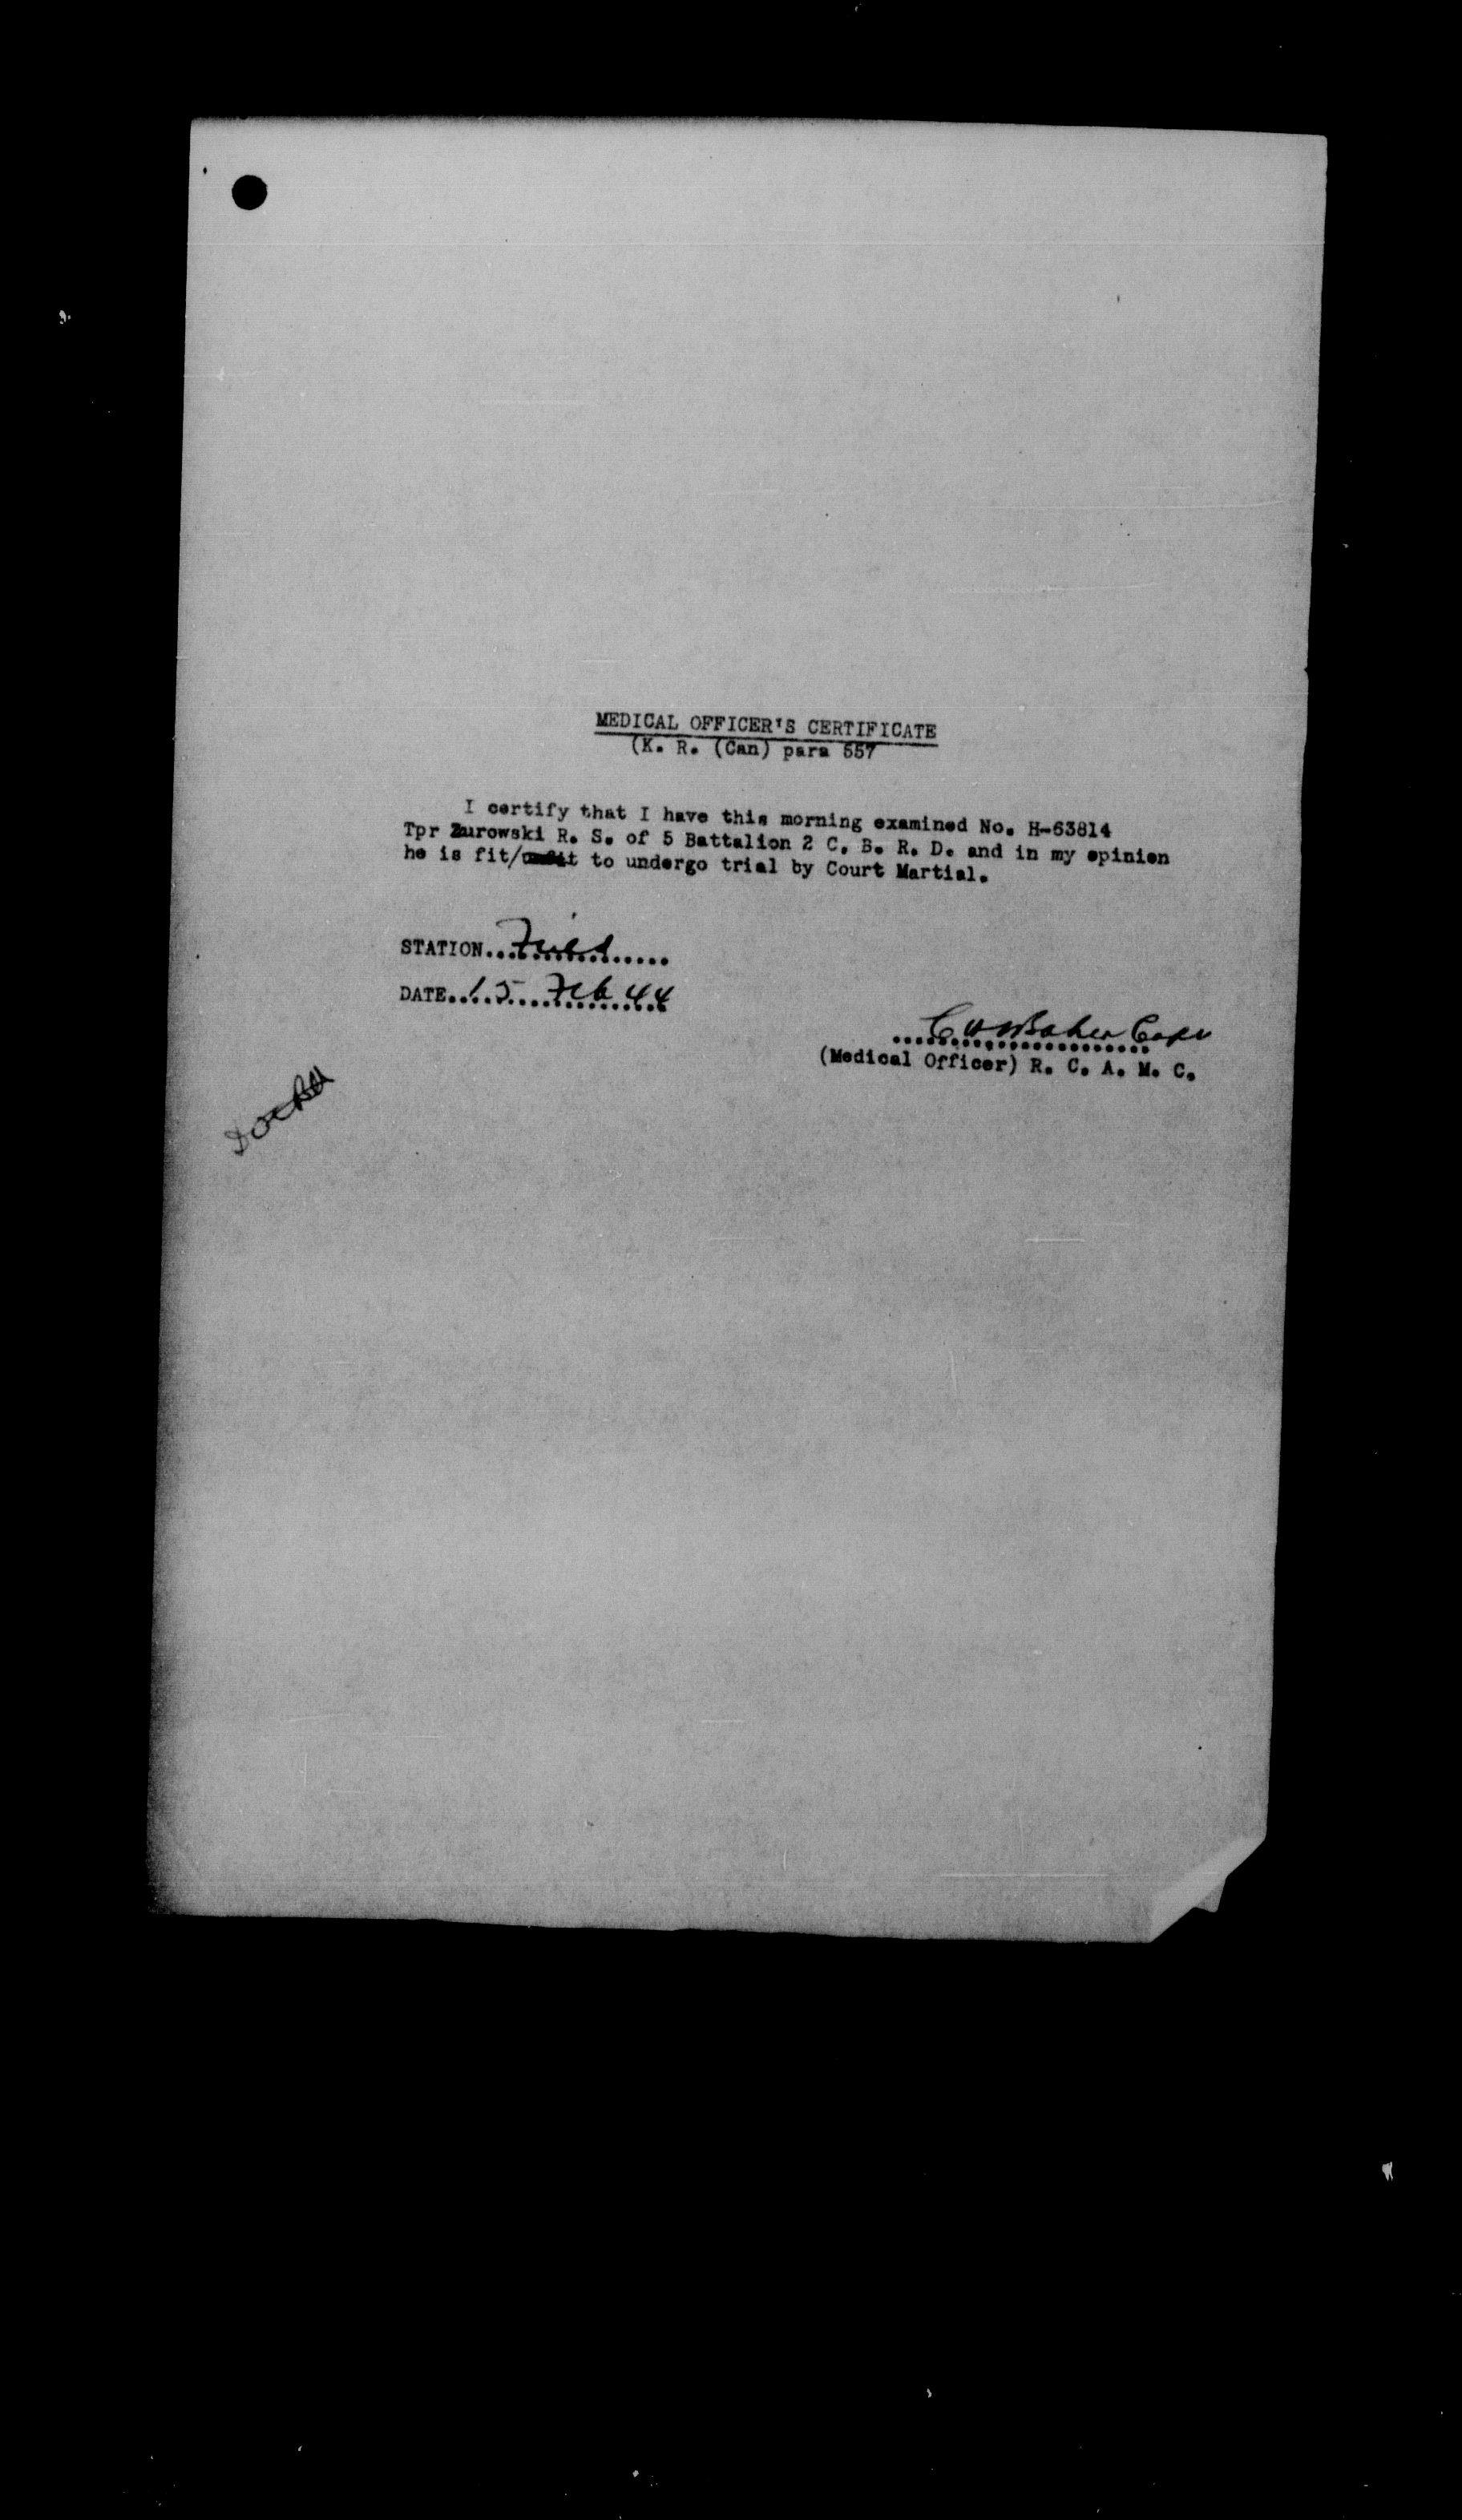 MEDICAL OFFICER'S CERTIFICATE
(K. R. (Can) para 557
I certify that I have this morning examined No. H-63814
Tpr Zurowski R. S. of 5 Battalion 2 C. B. R. D. and in my opinion
he is fit/unfit to undergo trial by Court Martial.
STATION..Field.....
DATE..15 Feb 44
Baker Capt
(Medical Officer) R. C. A. M. C.